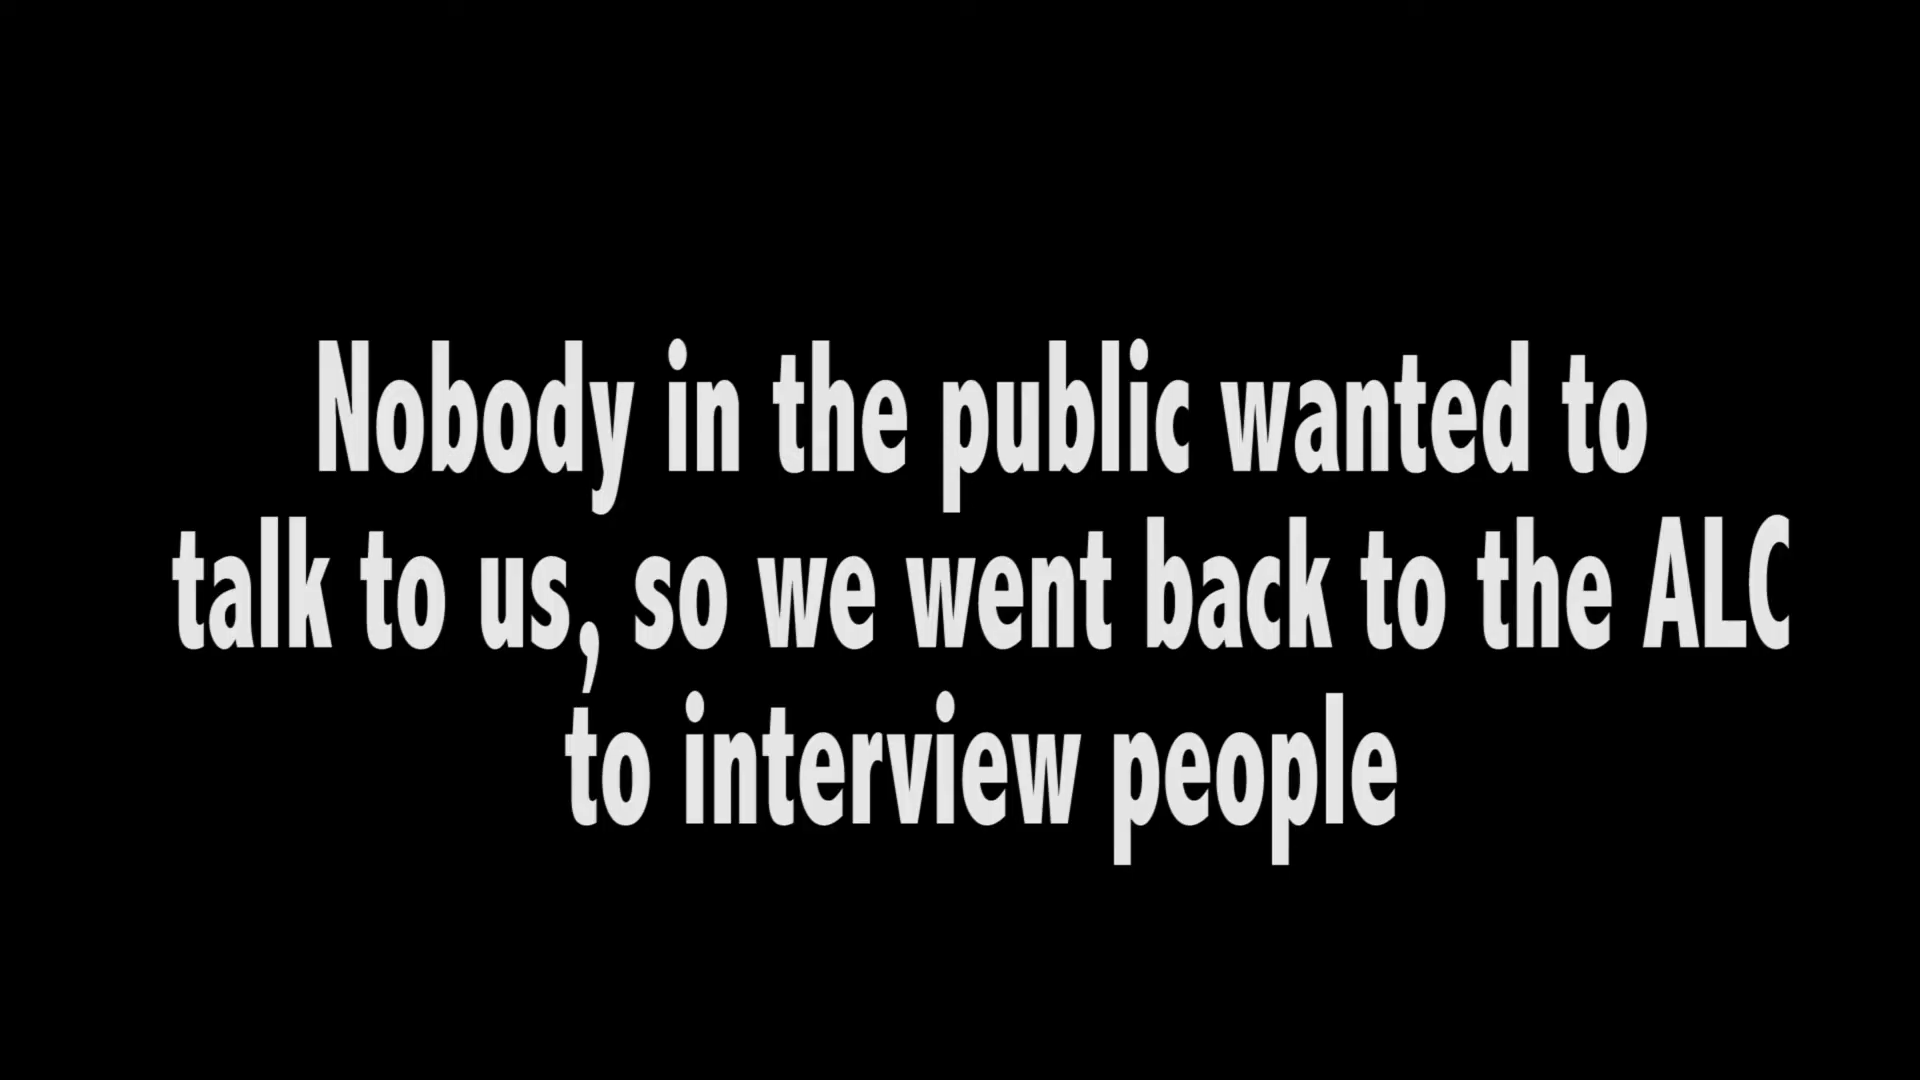 Nobody in the public wanted to
talk to us, so we went back to the ALC
to interview people